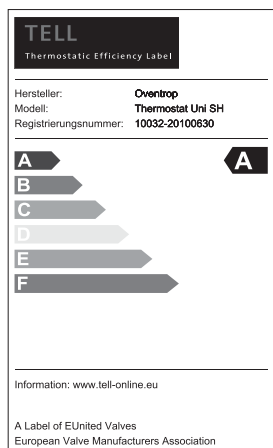 TELL
Thermostatic Efficiency Label
Hersteller: Oventrop
Modell: Thermostat Uni SH
Registrierungsnummer: 10032-20100630
A A
B
C
D
E
F
Information: www.tell-online.eu
A Label of EUnited Valves
European Valve Manufacturers Association